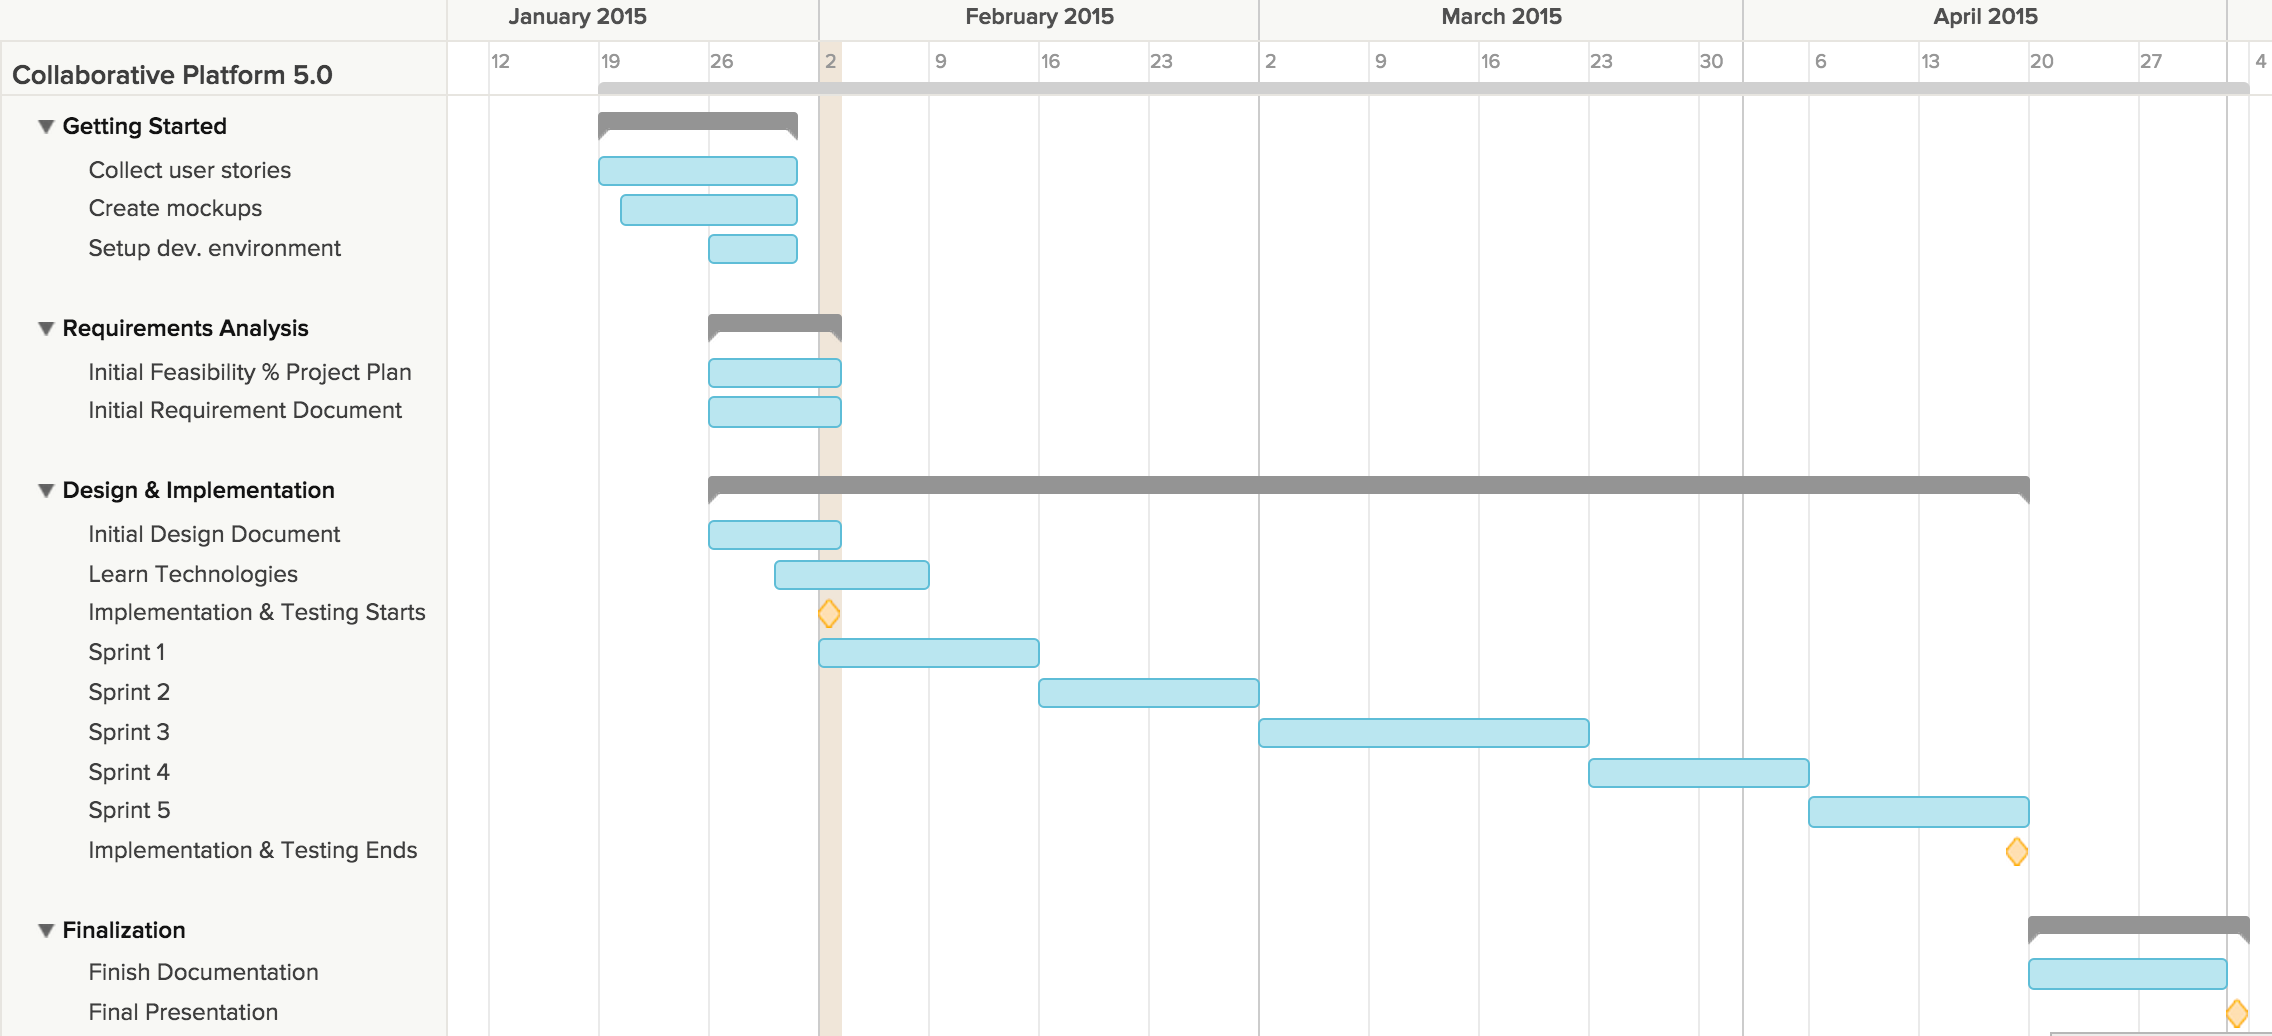 January 2015 February 2015 March 2015 April 2015
Collaborative Platform 5.0 12 19 26 2 9 16 23 2 9 16 23 30 6 13 20 27 4
Getting Started
Collect user stories
Create mockups
Setup dev. environment
Requirements Analysis
Initial Feasibility % Project Plan
Initial Requirement Document
Design & Implementation
Initial Design Document
Learn Technologies
Implementation & Testing Starts
Sprint 1
Sprint 2
Sprint 3
Sprint 4
Sprint 5
Implementation & Testing Ends
Finalization
Finish Documentation
Final Presentation